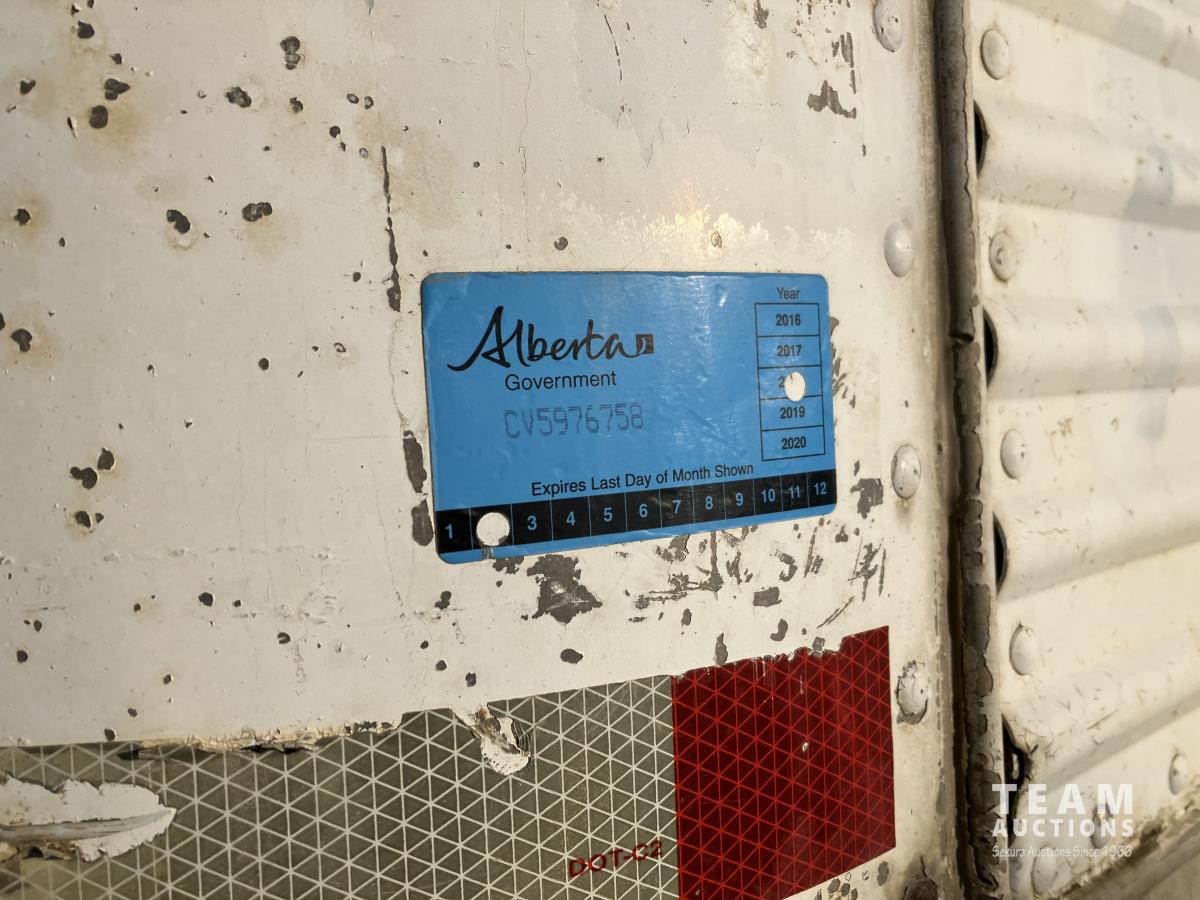 Year
2016
2017
2019
2020
Alberta
Government
CV5976758
Expires Last Day of Month Shown
1 3 4 5 6 7 8 9 10 11 12
DOT-C2
TEAM
AUCTIONS
Sekura Auctions Since 1966